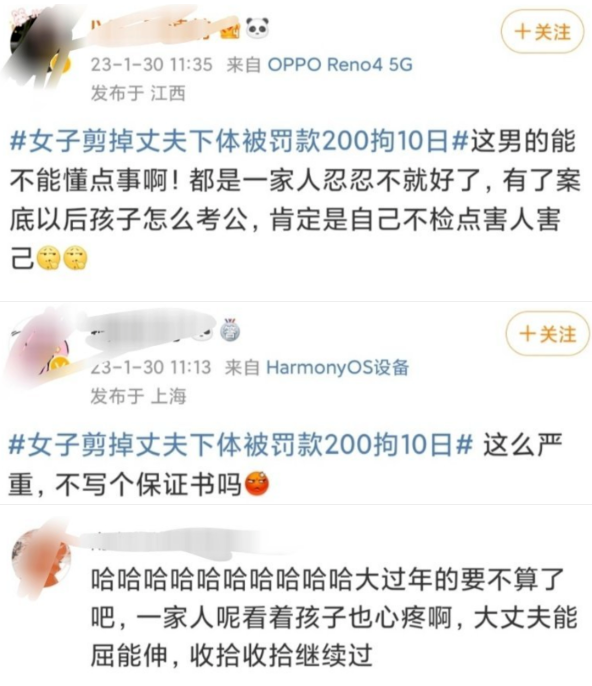 +关注
23-1-30 11:35 来自 OPPO Reno4 5G
发布于 江西
#女子剪掉丈夫下体被罚款200拘10日#这男的能
不能懂点事啊！都是一家人忍忍不就好了，有了案
底以后孩子怎么考公，肯定是自己不检点害人害
己
+关注
23-1-30 11:13 来自 HarmonyOS设备
发布于 上海
#女子剪掉丈夫下体被罚款200拘10日# 这么严
重，不写个保证书吗
哈哈哈哈哈哈哈哈哈哈大过年的要不算了
吧，一家人呢看着孩子也心疼啊，大丈夫能
屈能伸，收拾收拾继续过